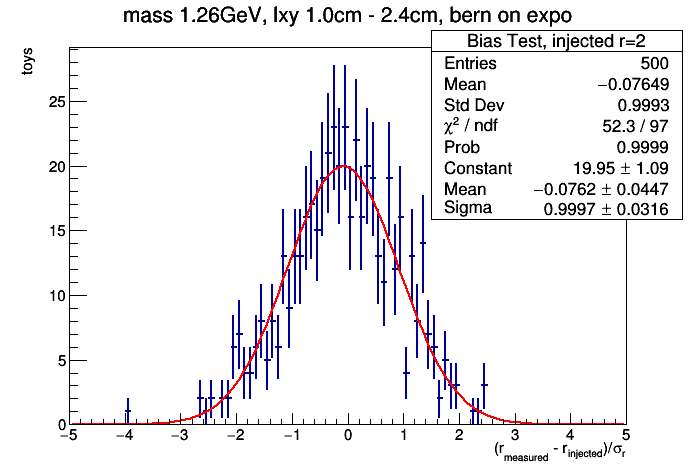 mass 1.26GeV, lxy 1.0cm - 2.4cm, bern on expo
Bias Test, injected r=2
Entries 500
Mean −0.07649
Std Dev 0.9993
χ² / ndf 52.3 / 97
Prob 0.9999
Constant 19.95 ± 1.09
Mean −0.0762 ± 0.0447
Sigma 0.9997 ± 0.0316
toys
25
20
15
10
5
0
−5 −4 −3 −2 −1 0 1 2 3 4 5
(r_measured - r_injected)/σ_r